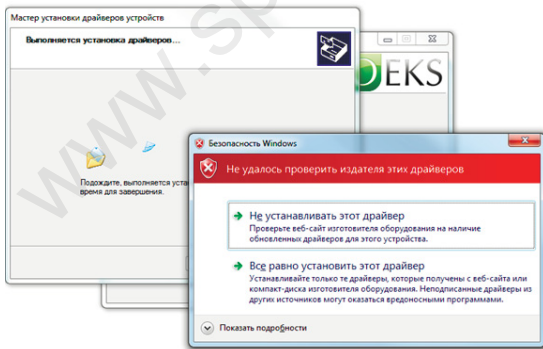 Мастер установки драйверов устройств
Выполняется установка драйверов...
EKS
Подождите, выполняется
время для завершения.
Безопасность Windows
Не удалось проверить издателя этих драйверов
Не устанавливать этот драйвер
Проверьте веб-сайт изготовителя оборудования на наличие
обновленных драйверов для этого устройства.
Все равно установить этот драйвер
Устанавливайте только те драйверы, которые получены с веб-сайта или
компакт-диска изготовителя оборудования. Неподписанные драйверы из
других источников могут оказаться вредоносными программами.
Показать подробности
www.sp